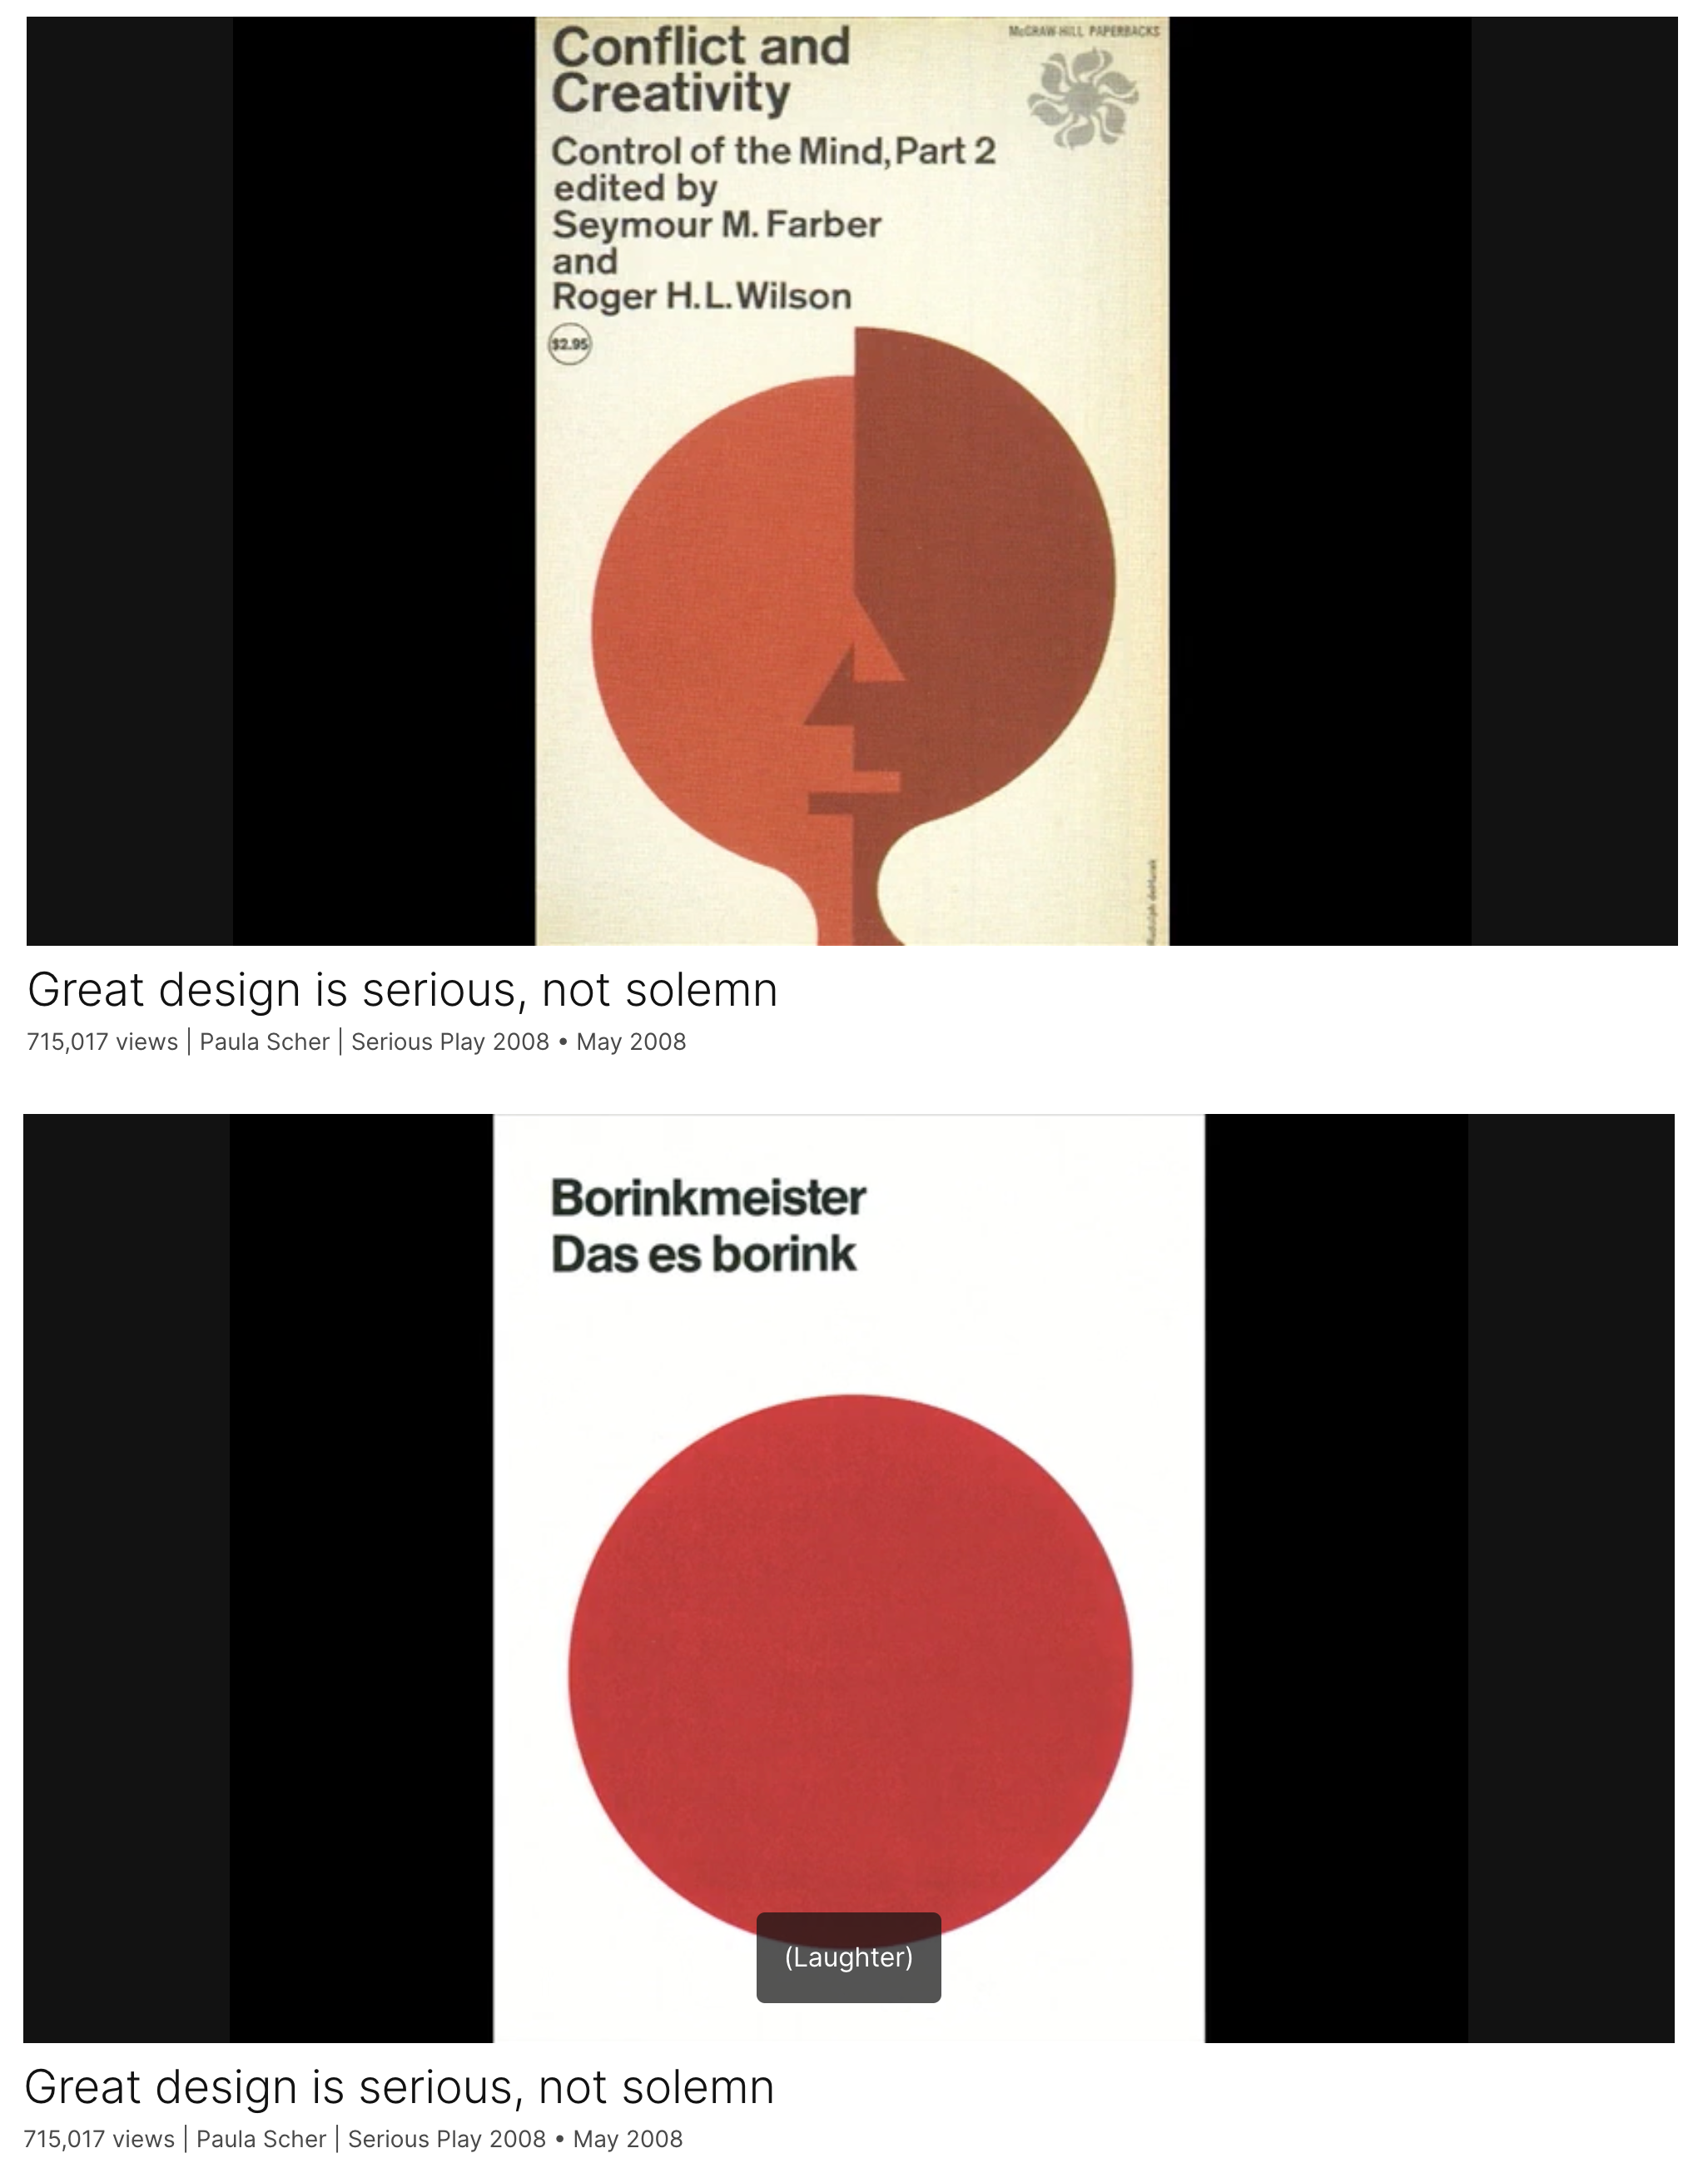 Conflict and
Creativity
McGRAW-HILL PAPERBACKS
Control of the Mind, Part 2
edited by
Seymour M. Farber
and
Roger H.L. Wilson
$2.95
Great design is serious, not solemn
715,017 views | Paula Scher | Serious Play 2008 • May 2008
Borinkmeister
Das es borink
(Laughter)
Great design is serious, not solemn
715,017 views | Paula Scher | Serious Play 2008 • May 2008